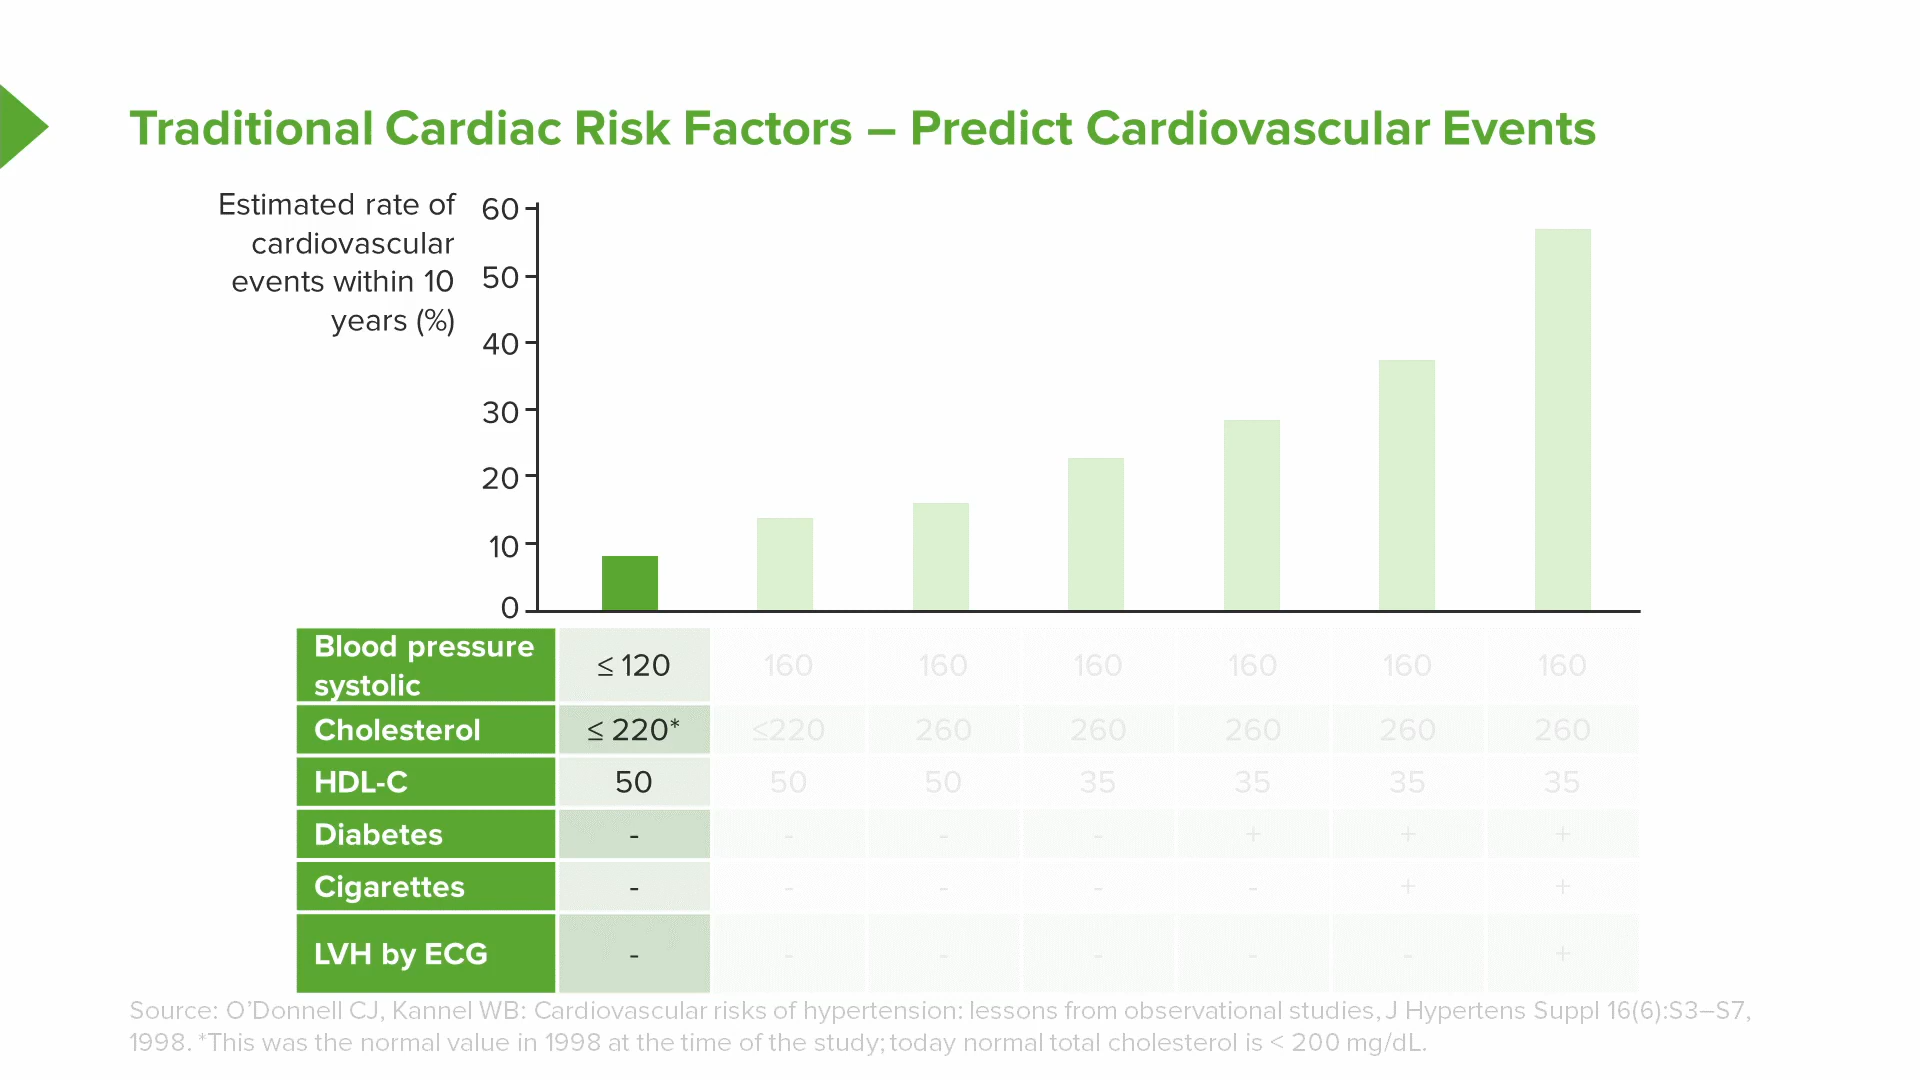 Traditional Cardiac Risk Factors – Predict Cardiovascular Events
Estimated rate of
cardiovascular
events within 10
years (%)
60
50
40
30
20
10
0
Blood pressure
systolic
≤ 120 160 160 160 160 160 160
Cholesterol ≤ 220* ≤220 260 260 260 260 260
HDL-C 50 50 50 35 35 35 35
Diabetes - - - - + + +
Cigarettes - - - - - + +
LVH by ECG - - - - - - +
Source: O’Donnell CJ, Kannel WB: Cardiovascular risks of hypertension: lessons from observational studies, J Hypertens Suppl 16(6):S3–S7,
1998. *This was the normal value in 1998 at the time of the study; today normal total cholesterol is < 200 mg/dL.